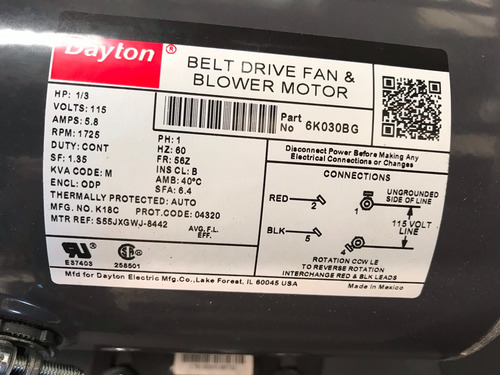 Dayton®
BELT DRIVE FAN &
BLOWER MOTOR
HP: 1/3
VOLTS: 115
AMPS: 5.8
RPM: 1725
DUTY: CONT
SF: 1.35
KVA CODE: M
ENCL: ODP
THERMALLY PROTECTED: AUTO
MFG. NO. K18C PROT.CODE: 04320
MTR REF: S55JXGWJ-8442
AVG. F.L.
EFF.
PH: 1
HZ: 60
FR: 56Z
INS CL: B
AMB: 40°C
SFA: 6.4
Part
No 6K030BG
Disconnect Power Before Making Any
Electrical Connections or Changes
CONNECTIONS
UNGROUNDED
SIDE OF LINE
RED 2 1
115 VOLT
LINE
BLK 5 4
ROTATION CCW LE
TO REVERSE ROTATION
INTERCHANGE RED & BLK LEADS
E37403
258501
Mfd for Dayton Electric Mfg.Co.,Lake Forest, IL 60045 USA
Made in Mexico